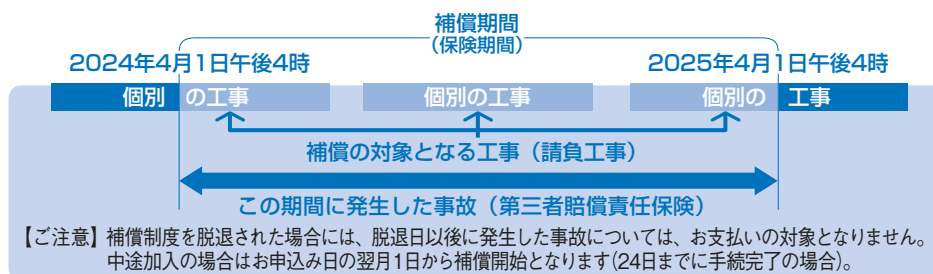 補償期間
(保険期間)
2024年4月1日午後4時 2025年4月1日午後4時
個別の工事 個別の工事 個別の工事
補償の対象となる工事（請負工事）
この期間に発生した事故（第三者賠償責任保険）
【ご注意】補償制度を脱退された場合には、脱退日以後に発生した事故については、お支払いの対象となりません。
中途加入の場合はお申込み日の翌月1日から補償開始となります(24日までに手続完了の場合)。